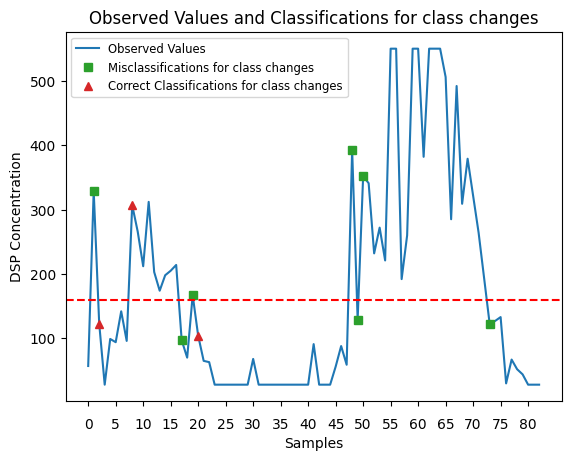 Observed Values and Classifications for class changes
Observed Values
Misclassifications for class changes
Correct Classifications for class changes
500
400
300
200
100
DSP Concentration
0 5 10 15 20 25 30 35 40 45 50 55 60 65 70 75 80
Samples